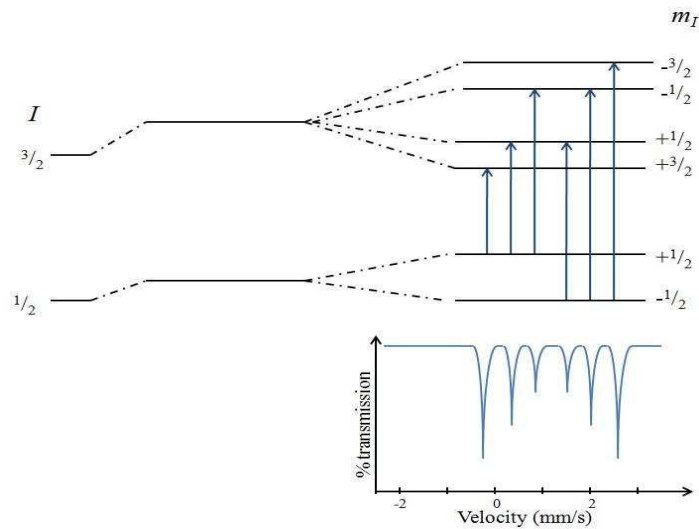 m_I
-3/2
-1/2
I
+1/2
3/2
+3/2
+1/2
1/2
-1/2
% transmission
-2 0 2
Velocity (mm/s)